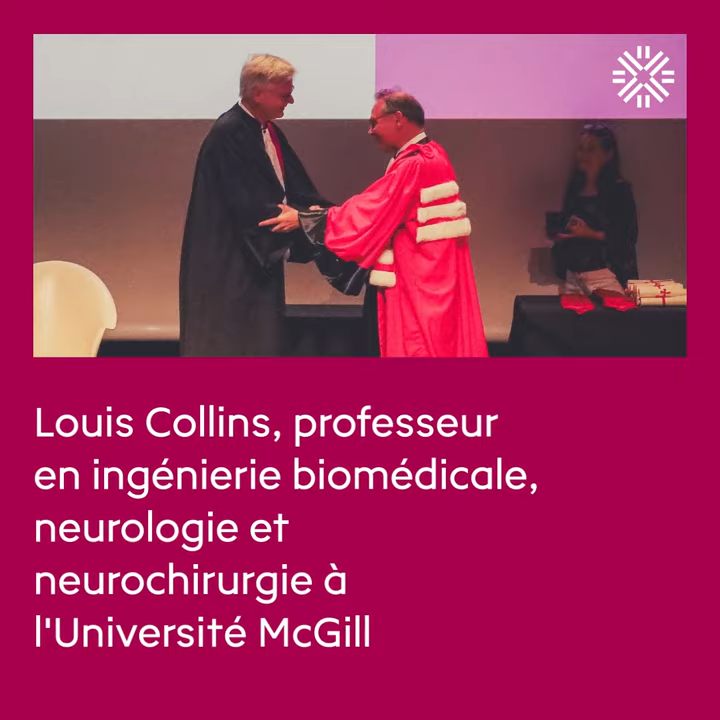 Louis Collins, professeur
en ingénierie biomédicale,
neurologie et
neurochirurgie à
l'Université McGill